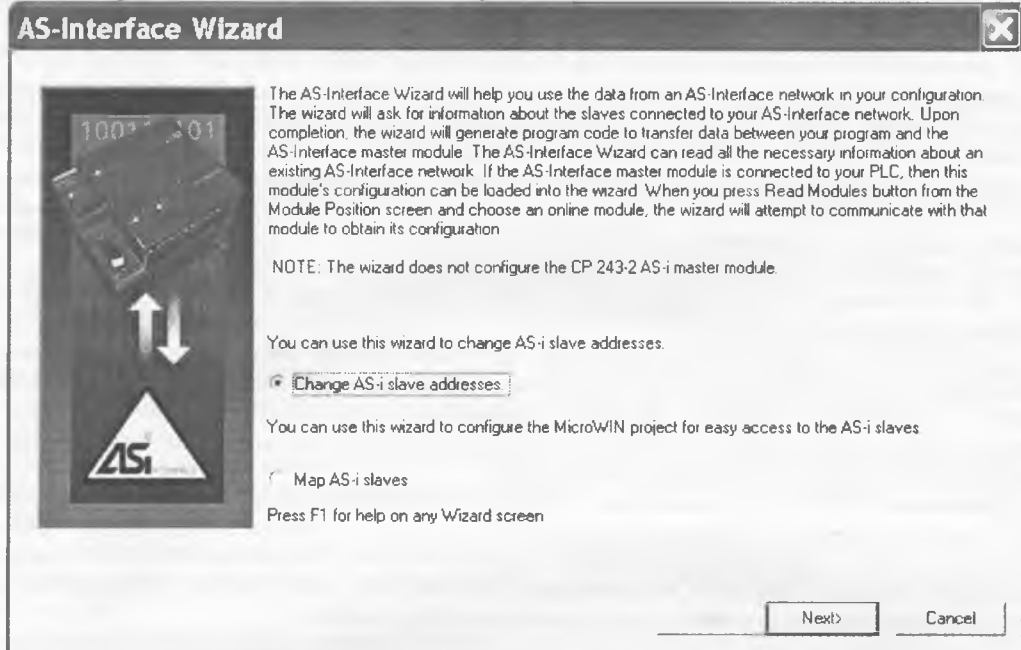 AS-Interface Wizard
The AS-Interface Wizard will help you use the data from an AS-Interface network in your configuration.
The wizard will ask for information about the slaves connected to your AS-Interface network. Upon
completion, the wizard will generate program code to transfer data between your program and the
AS-Interface master module. The AS-Interface Wizard can read all the necessary information about an
existing AS-Interface network. If the AS-Interface master module is connected to your PLC, then this
module's configuration can be loaded into the wizard. When you press Read Modules button from the
Module Position screen and choose an online module, the wizard will attempt to communicate with that
module to obtain its configuration
NOTE: The wizard does not configure the CP 243-2 AS-i master module.
You can use this wizard to change AS-i slave addresses.
Change AS-i slave addresses
You can use this wizard to configure the MicroWIN project for easy access to the AS-i slaves.
Map AS-i slaves
Press F1 for help on any Wizard screen
ASi
Next>
Cancel